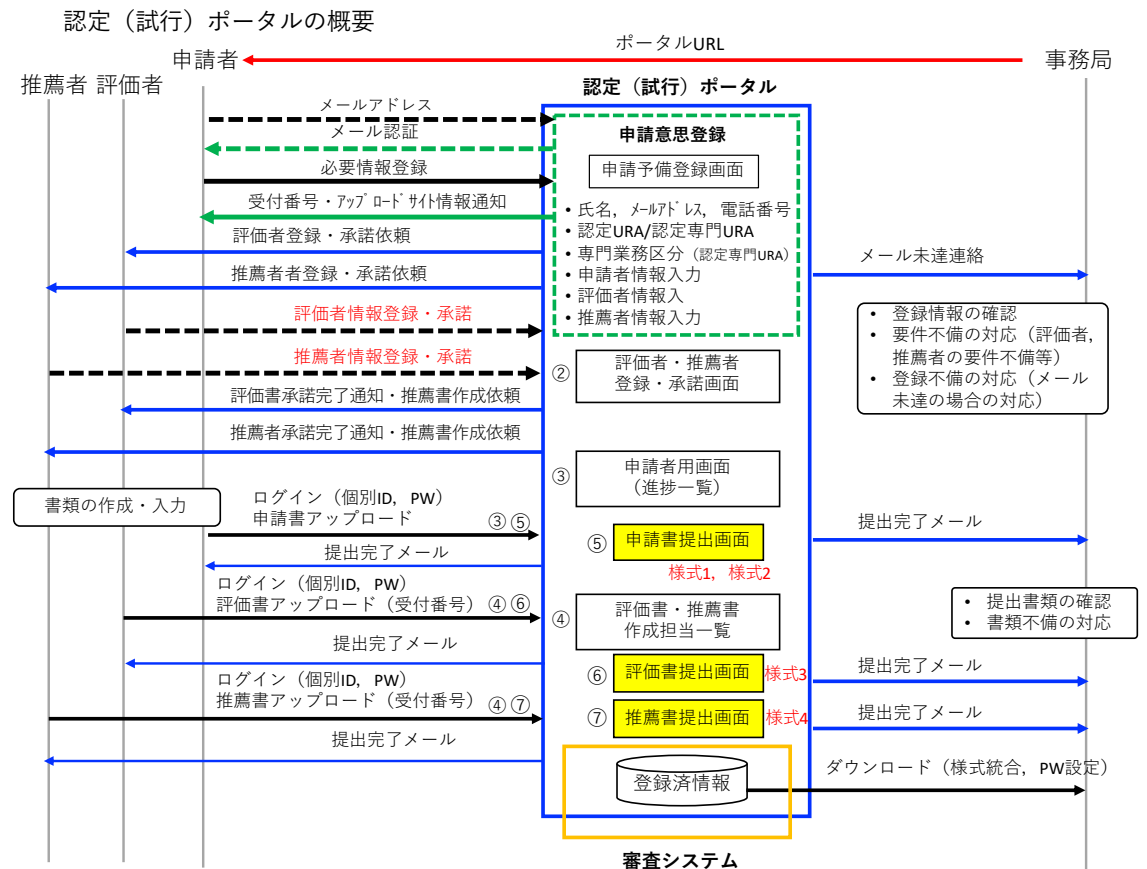 認定（試行）ポータルの概要
ポータルURL
申請者
事務局
推薦者
評価者
認定（試行）ポータル
メールアドレス
メール認証
申請意思登録
必要情報登録
申請予備登録画面
受付番号・アップロードサイト情報通知
• 氏名，メールアドレス，電話番号
• 認定URA/認定専門URA
• 専門業務区分（認定専門URA）
• 申請者情報入力
• 評価者情報入
• 推薦者情報入力
評価者登録・承諾依頼
推薦者者登録・承諾依頼
メール未達連絡
評価者情報登録・承諾
推薦者情報登録・承諾
• 登録情報の確認
• 要件不備の対応（評価者，
推薦者の要件不備等）
• 登録不備の対応（メール
未達の場合の対応）
②
評価者・推薦者
登録・承諾画面
評価書承諾完了通知・推薦書作成依頼
推薦者承諾完了通知・推薦書作成依頼
③
申請者用画面
（進捗一覧）
書類の作成・入力
ログイン（個別ID，PW）
申請書アップロード
③⑤
⑤
申請書提出画面
提出完了メール
様式1，様式2
提出完了メール
ログイン（個別ID，PW）
評価書アップロード（受付番号）④⑥
④
評価書・推薦書
作成担当一覧
• 提出書類の確認
• 書類不備の対応
提出完了メール
⑥
評価書提出画面
様式3
提出完了メール
ログイン（個別ID，PW）
推薦書アップロード（受付番号）④⑦
⑦
推薦書提出画面
様式4
提出完了メール
提出完了メール
登録済情報
ダウンロード（様式統合，PW設定）
審査システム